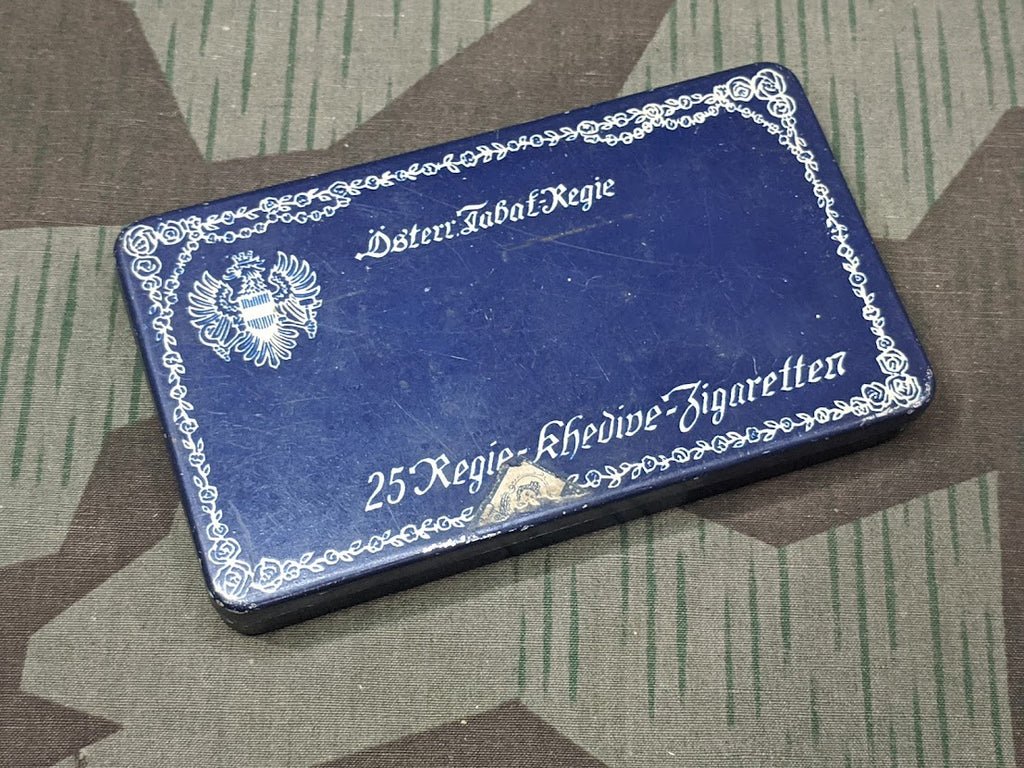 Österr. Tabak-Regie
25 Regie-Khedive-Zigaretten